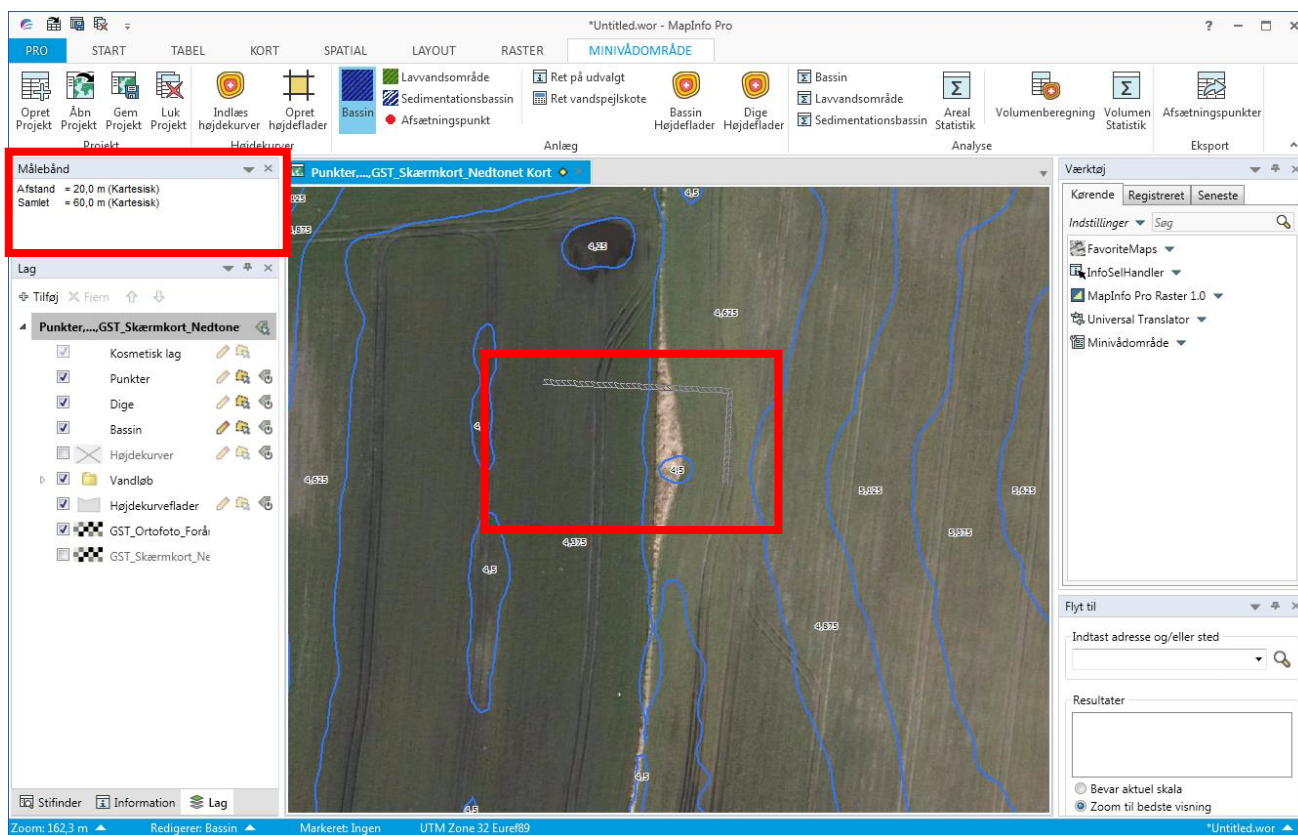 *Untitled.wor - MapInfo Pro
PRO START TABEL KORT SPATIAL LAYOUT RASTER MINIVÅDOMRÅDE
Opret Projekt
Åbn Projekt
Gem Projekt
Luk Projekt
Projekt
Indlæs højdekurver
Opret højdeflader
Højdekurver
Bassin
Lavvandsområde
Sedimentationsbassin
Afsætningspunkt
Ret på udvalgt
Ret vandspejlskote
Bassin Højdeflader
Dige Højdeflader
Anlæg
Bassin
Lavvandsområde
Sedimentationsbassin
Areal Statistik
Volumenberegning
Volumen Statistik
Analyse
Afsætningspunkter
Eksport
Målebånd
Afstand = 20,0 m (Kartesisk)
Samlet = 60,0 m (Kartesisk)
Lag
Tilføj Fjern
Punkter,...,GST_Skærmkort_Nedtone
Kosmetisk lag
Punkter
Dige
Bassin
Højdekurver
Vandløb
Højdekurveflader
GST_Ortofoto_Forå
GST_Skærmkort_Ne
Stifinder Information Lag
Punkter,...,GST_Skærmkort_Nedtonet Kort
4,5
4,25
4,625
4,5
4,625
5,125
5,625
4,375
5,375
4,5
4,875
4,5
4,5
Værktøj
Kørende Registreret Seneste
Indstillinger Søg
FavoriteMaps
InfoSelHandler
MapInfo Pro Raster 1.0
Universal Translator
Minivådområde
Flyt til
Indtast adresse og/eller sted
Resultater
Bevar aktuel skala
Zoom til bedste visning
Zoom: 162,3 m Redigerer: Bassin Markeret: Ingen UTM Zone 32 Euref89 *Untitled.wor